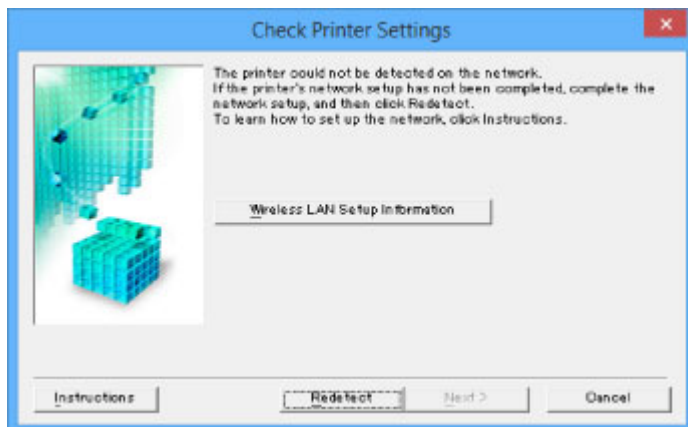 Check Printer Settings
The printer could not be detected on the network.
If the printer's network setup has not been completed, complete the
network setup, and then click Redetect.
To learn how to set up the network, click Instructions.
Wireless LAN Setup Information
Instructions
Redetect
Next >
Cancel